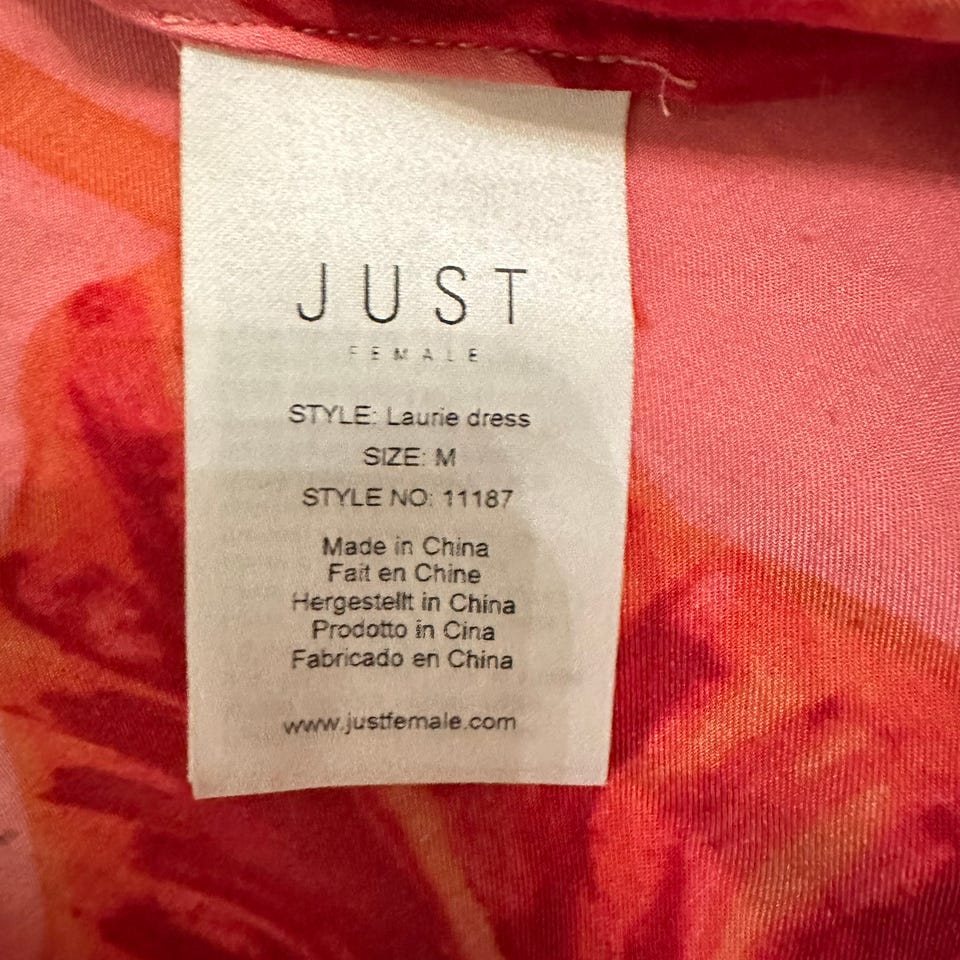 JUST
FEMALE
STYLE: Laurie dress
SIZE: M
STYLE NO: 11187
Made in China
Fait en Chine
Hergestellt in China
Prodotto in Cina
Fabricado en China
www.justfemale.com